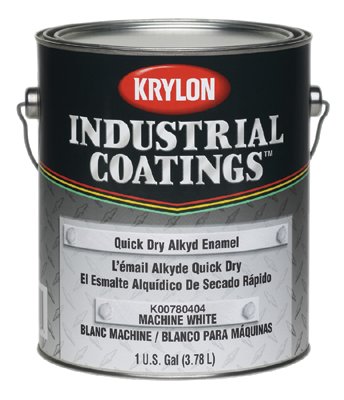 KRYLON
INDUSTRIAL
COATINGS™
Quick Dry Alkyd Enamel
L'émail Alkyde Quick Dry
El Esmalte Alquídico De Secado Rápido
K00780404
MACHINE WHITE
BLANC MACHINE / BLANCO PARA MÁQUINAS
1 U.S. Gal (3.78 L)